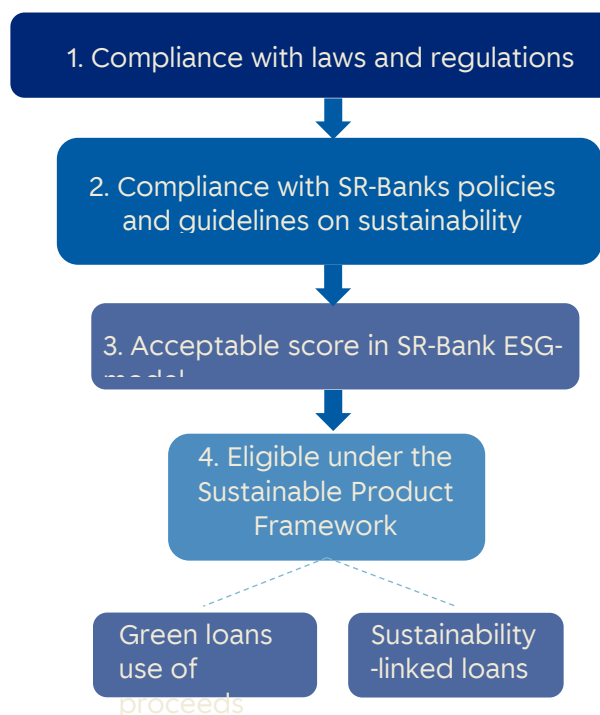 1. Compliance with laws and regulations
2. Compliance with SR-Banks policies
and guidelines on sustainability
3. Acceptable score in SR-Bank ESG-
model
4. Eligible under the
Sustainable Product
Framework
Green loans
use of
proceeds
Sustainability
-linked loans